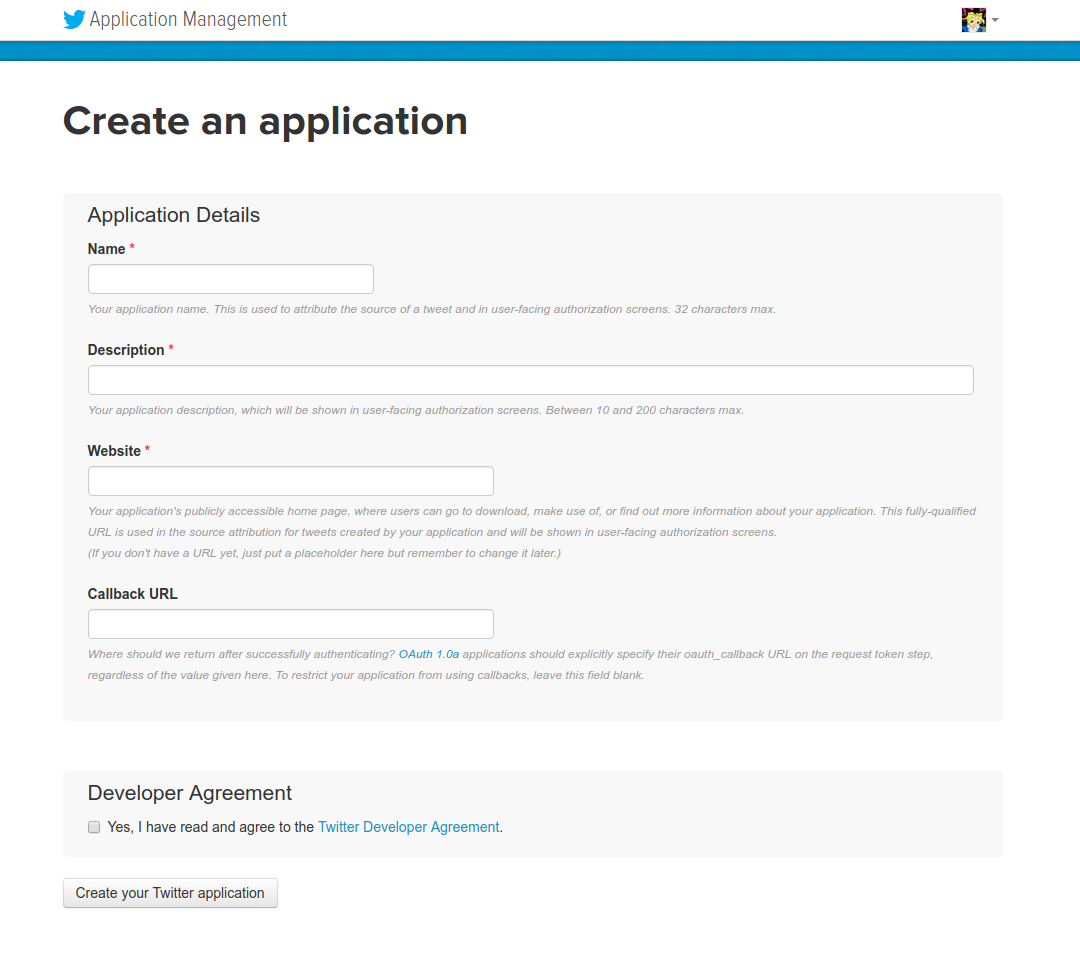 Application Management
Create an application
Application Details
Name *
Your application name. This is used to attribute the source of a tweet and in user-facing authorization screens. 32 characters max.
Description *
Your application description, which will be shown in user-facing authorization screens. Between 10 and 200 characters max.
Website *
Your application's publicly accessible home page, where users can go to download, make use of, or find out more information about your application. This fully-qualified
URL is used in the source attribution for tweets created by your application and will be shown in user-facing authorization screens.
(If you don't have a URL yet, just put a placeholder here but remember to change it later.)
Callback URL
Where should we return after successfully authenticating? OAuth 1.0a applications should explicitly specify their oauth_callback URL on the request token step,
regardless of the value given here. To restrict your application from using callbacks, leave this field blank.
Developer Agreement
Yes, I have read and agree to the Twitter Developer Agreement.
Create your Twitter application